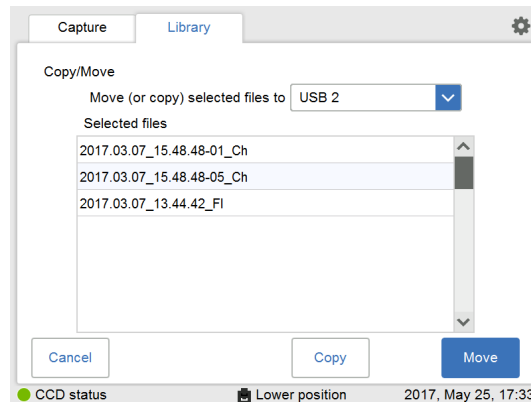 Capture
Library
Copy/Move
Move (or copy) selected files to
USB 2
Selected files
2017.03.07_15.48.48-01_Ch
2017.03.07_15.48.48-05_Ch
2017.03.07_13.44.42_Fl
Cancel
Copy
Move
CCD status
Lower position
2017, May 25, 17:33